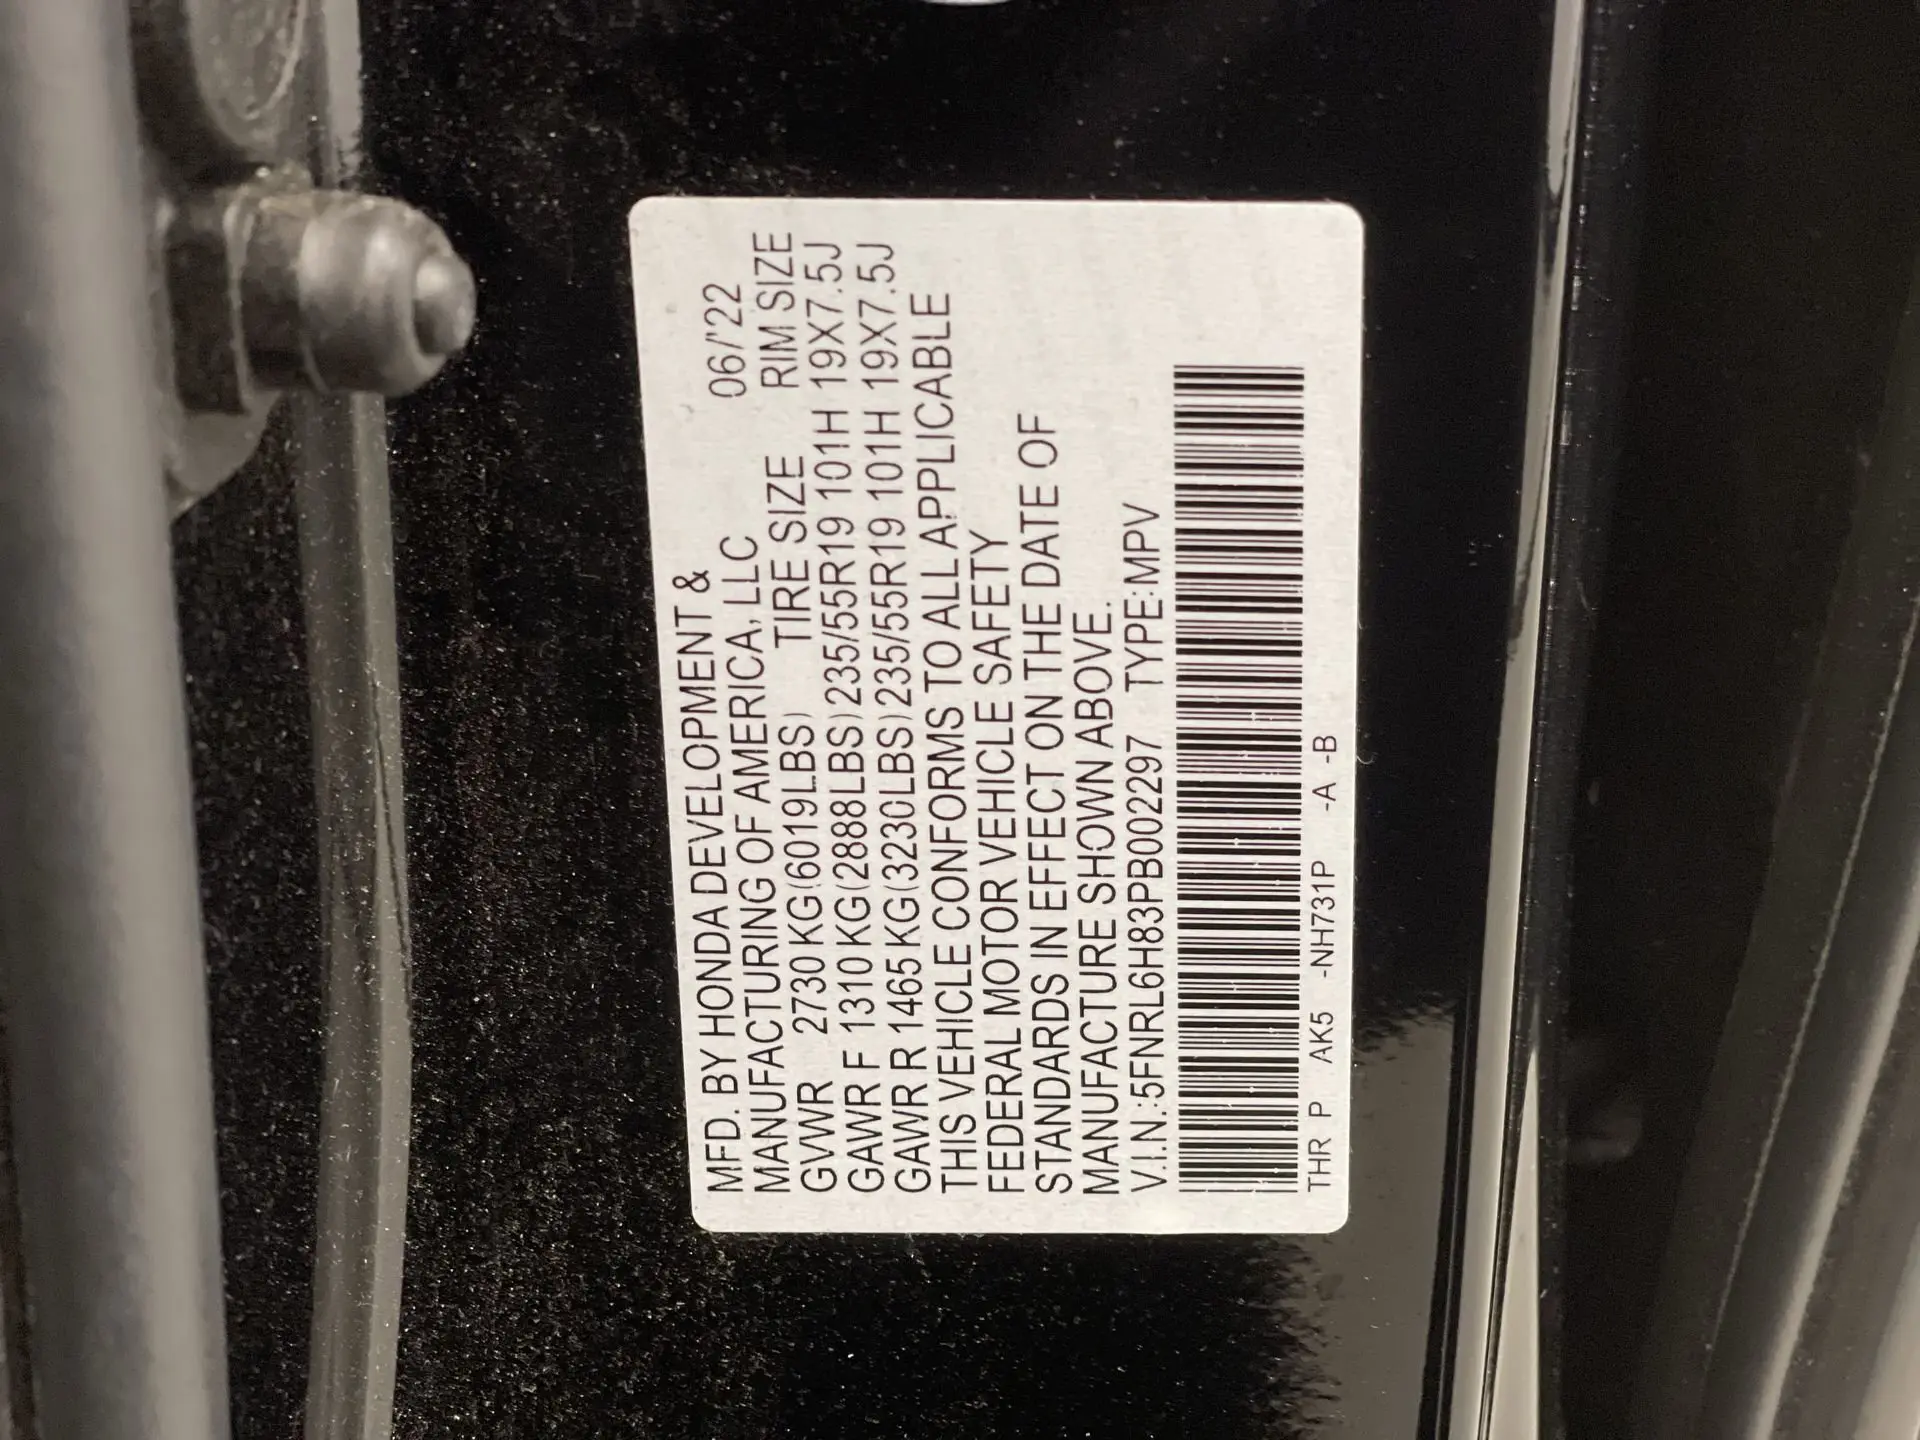 MFD. BY HONDA DEVELOPMENT &
MANUFACTURING OF AMERICA, LLC 06/'22
GVWR 2730 KG(6019LBS) TIRE SIZE RIM SIZE
GAWR F 1310 KG(2888LBS) 235/55R19 101H 19X7.5J
GAWR R 1465 KG(3230LBS) 235/55R19 101H 19X7.5J
THIS VEHICLE CONFORMS TO ALL APPLICABLE
FEDERAL MOTOR VEHICLE SAFETY
STANDARDS IN EFFECT ON THE DATE OF
MANUFACTURE SHOWN ABOVE.
V.I.N.:5FNRL6H83PB002297 TYPE:MPV
THR P AK5 -NH731P -A -B